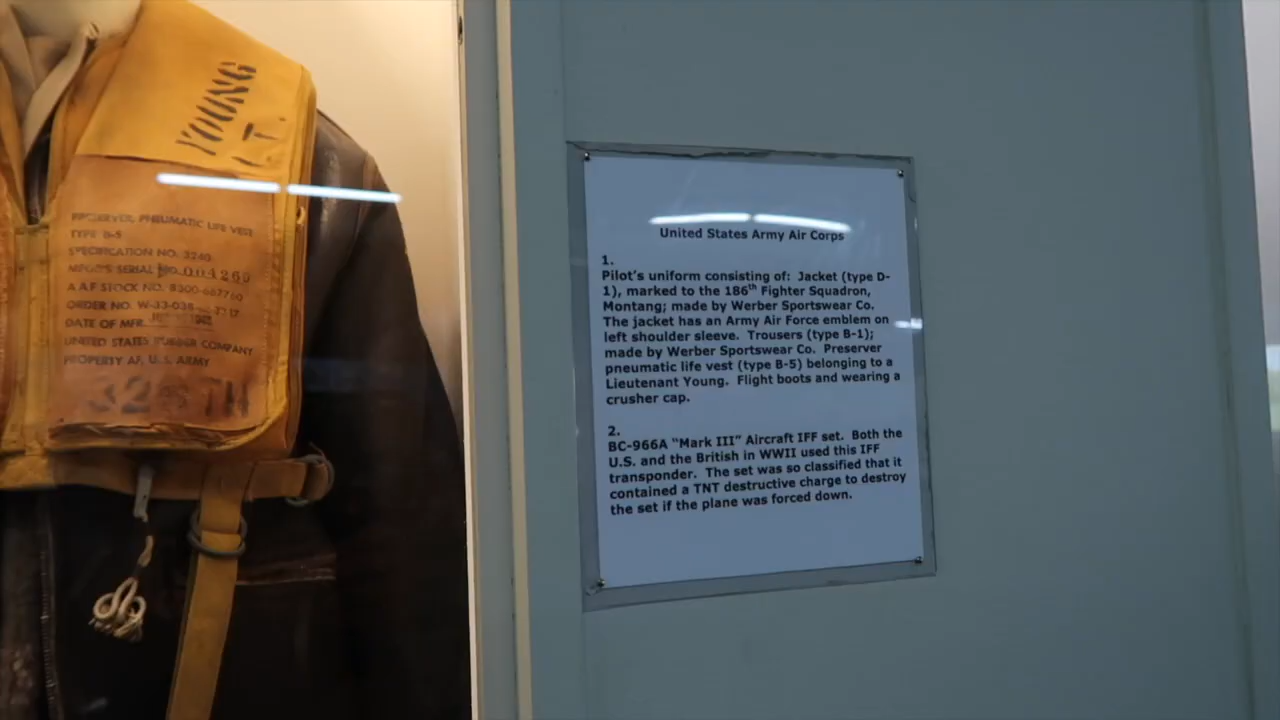 YOUNG
LT.
PRESERVER, PNEUMATIC LIFE VEST
TYPE B-5
SPECIFICATION NO. 3240
MFGR'S SERIAL NO. 004260
A A F STOCK NO. 8300-667760
ORDER NO. W-33-038
DATE OF MFR.
UNITED STATES RUBBER COMPANY
PROPERTY AF, U.S. ARMY
United States Army Air Corps
1.
Pilot's uniform consisting of: Jacket (type D-
1), marked to the 186th Fighter Squadron,
Montang; made by Werber Sportswear Co.
The jacket has an Army Air Force emblem on
left shoulder sleeve. Trousers (type B-1);
made by Werber Sportswear Co. Preserver
pneumatic life vest (type B-5) belonging to a
Lieutenant Young. Flight boots and wearing a
crusher cap.
2.
BC-966A "Mark III" Aircraft IFF set. Both the
U.S. and the British in WWII used this IFF
transponder. The set was so classified that it
contained a TNT destructive charge to destroy
the set if the plane was forced down.